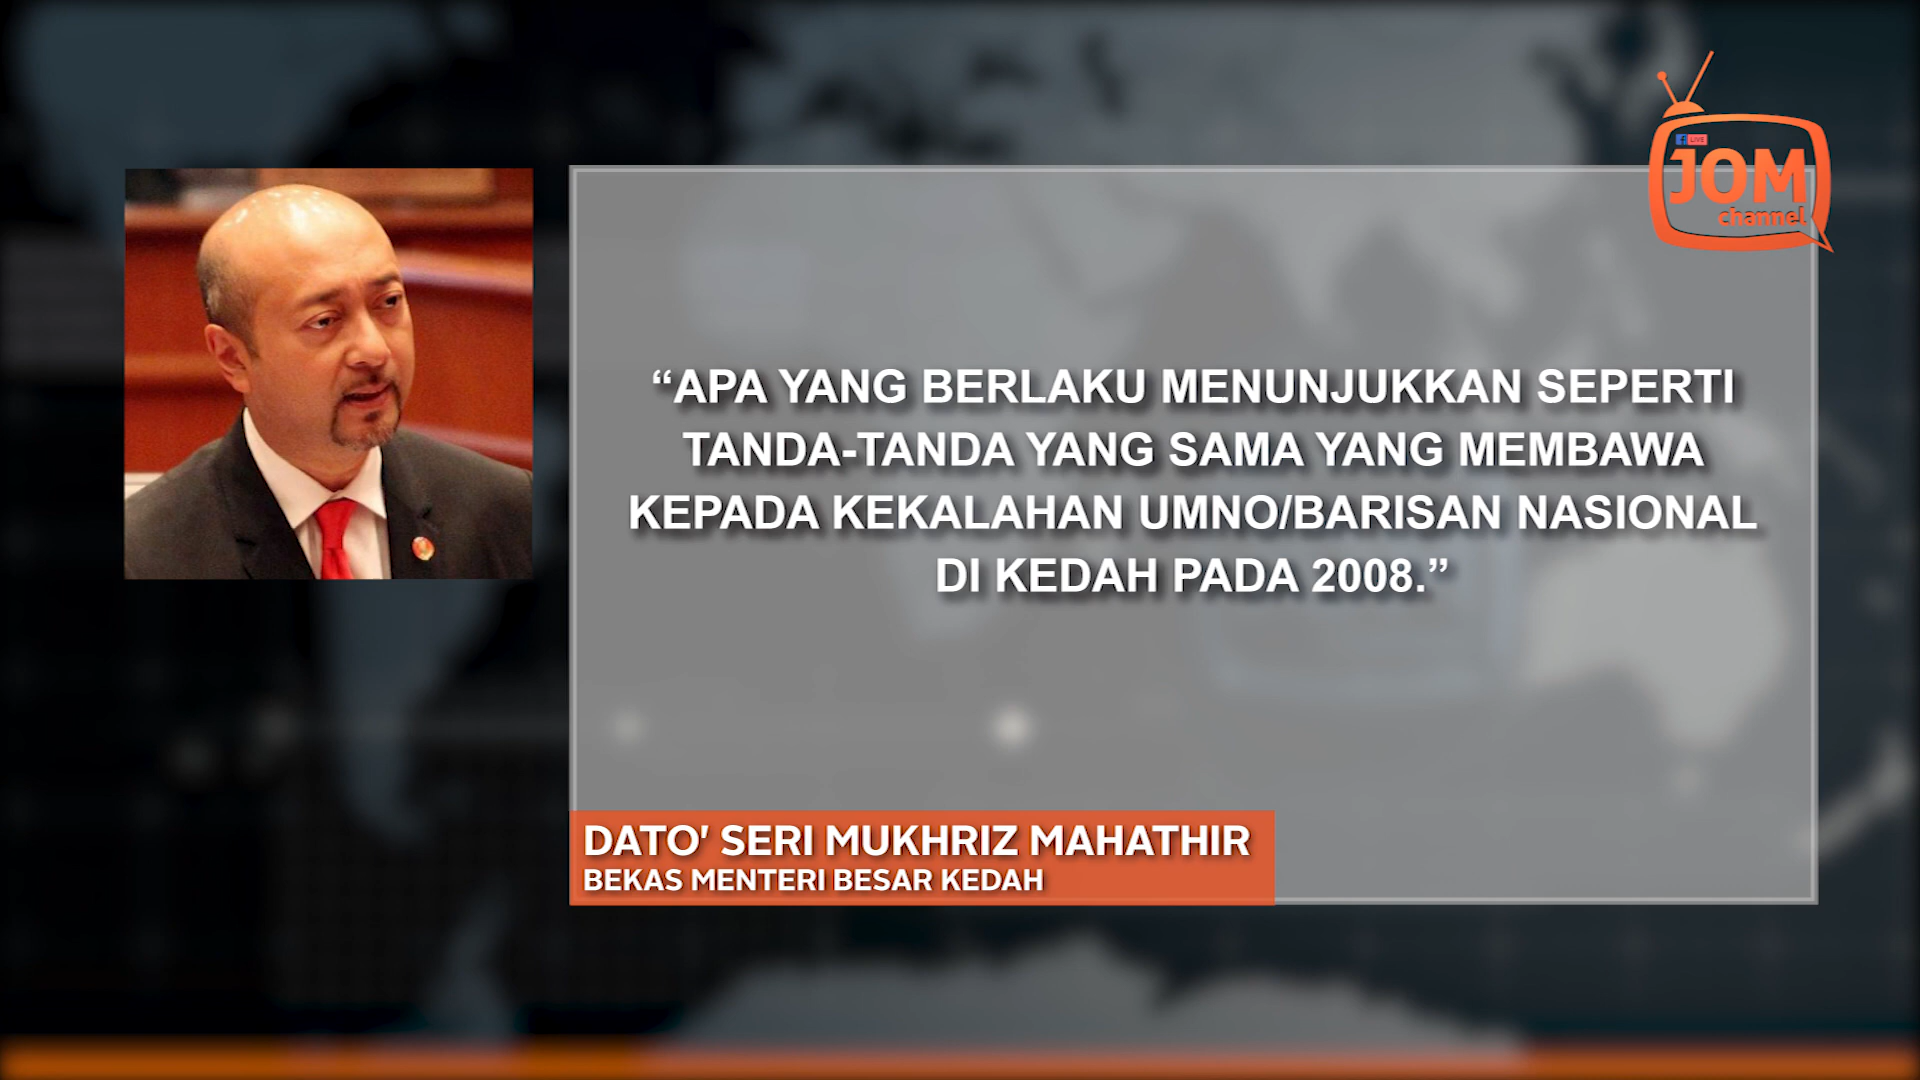 LIVE
JOM
channel
“APA YANG BERLAKU MENUNJUKKAN SEPERTI
TANDA-TANDA YANG SAMA YANG MEMBAWA
KEPADA KEKALAHAN UMNO/BARISAN NASIONAL
DI KEDAH PADA 2008.”
DATO' SERI MUKHRIZ MAHATHIR
BEKAS MENTERI BESAR KEDAH